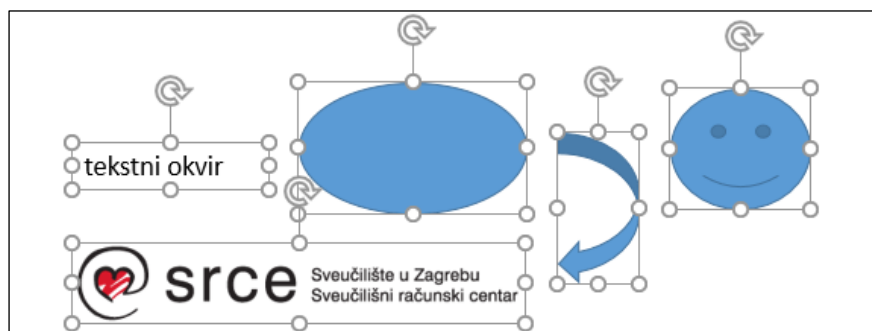 tekstni okvir
srce
Sveučilište u Zagrebu
Sveučilišni računski centar